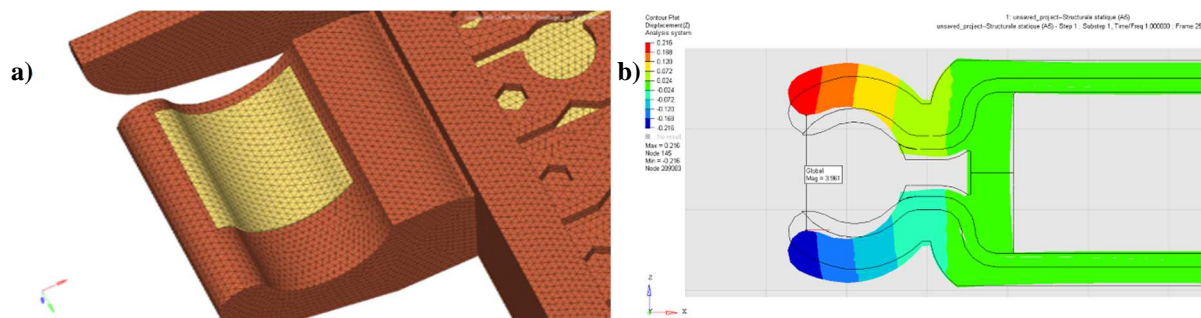 a)
b)
Contour Plot
Displacement(Z)
Analysis system
0.216
0.168
0.120
0.072
0.024
-0.024
-0.072
-0.120
-0.168
-0.216
No result
Max = 0.216
Node 145
Min = -0.216
Node 209083
1: unsaved_project--Structurale statique (A5)
unsaved_project--Structurale statique (A5) - Step 1 : Substep 1, Time/Freq 1.000000 : Frame 25
Global
Mag = 3.961
Z
Y
X